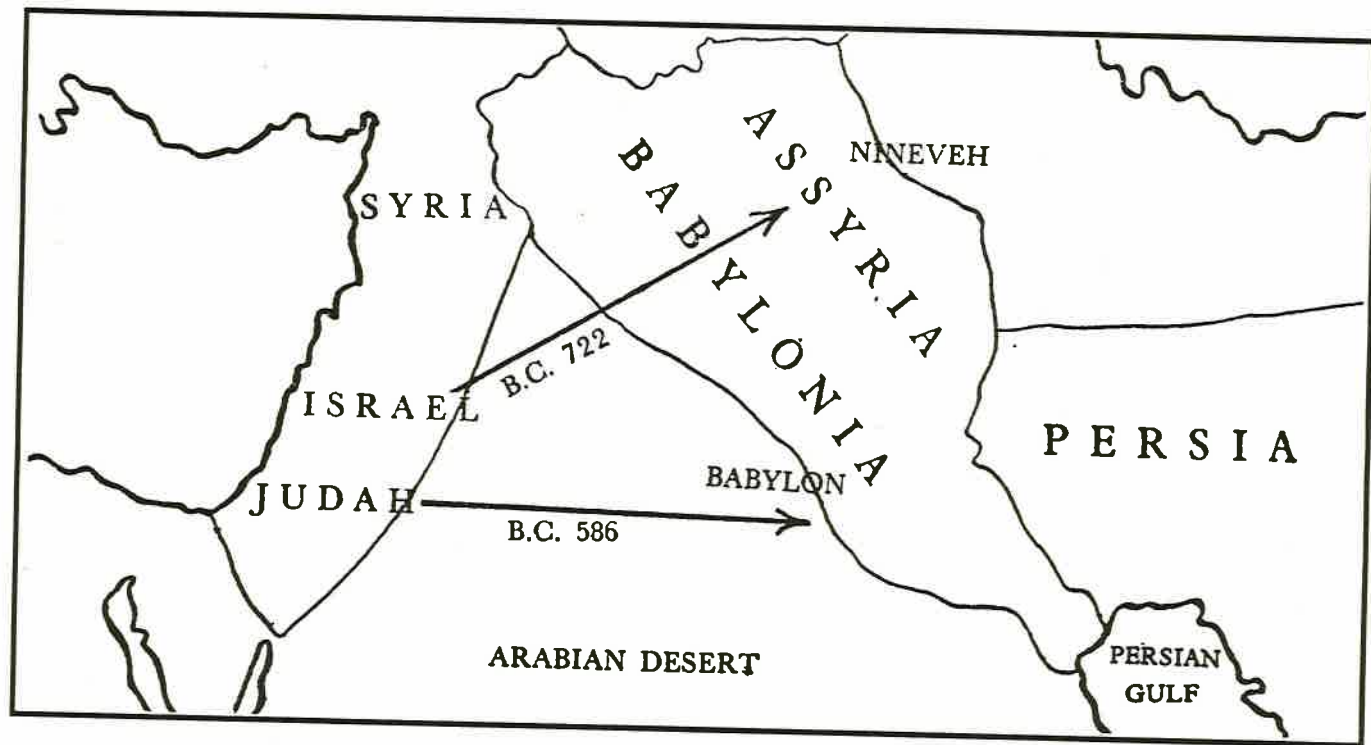 ASSYRIA
NINEVEH
BABYLONIA
SYRIA
B.C. 722
ISRAEL
PERSIA
BABYLON
JUDAH
B.C. 586
ARABIAN DESERT
PERSIAN
GULF